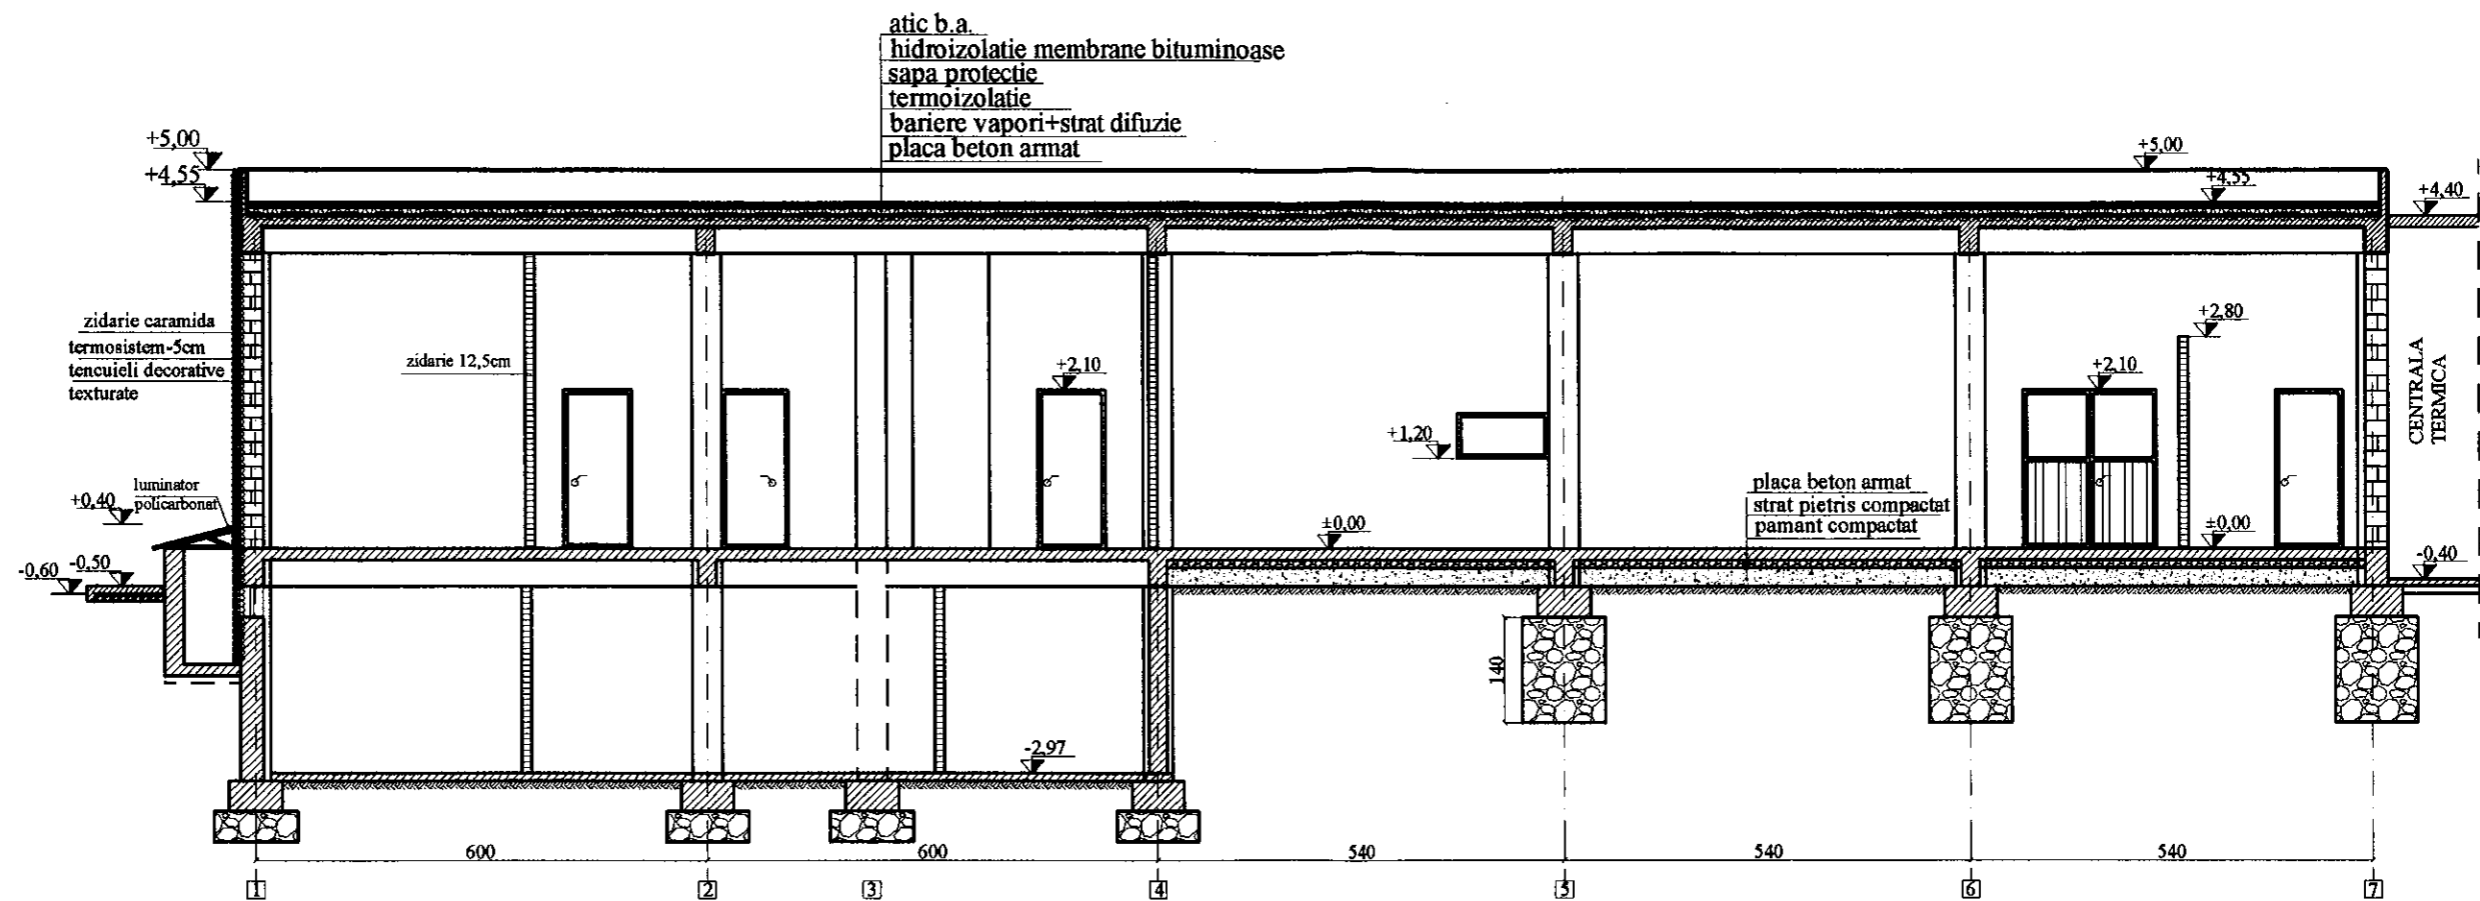 atic b.a.
hidroizolatie membrane bituminoase
sapa protectie
termoizolatie
bariere vapori+strat difuzie
placa beton armat
+5,00
+4,55
+5,00
+4,55
+4,40
zidarie caramida
termosistem-5cm
tencuieli decorative
texturate
zidarie 12,5cm
+2,10
+1,20
+2,10
+2,80
CENTRALA
TERMICA
luminator
policarbonat
+0,40
placa beton armat
strat pietris compactat
pamant compactat
±0,00
±0,00
-0,60
-0,50
-0,40
140
-2,97
600
600
540
540
540
1
2
3
4
5
6
7